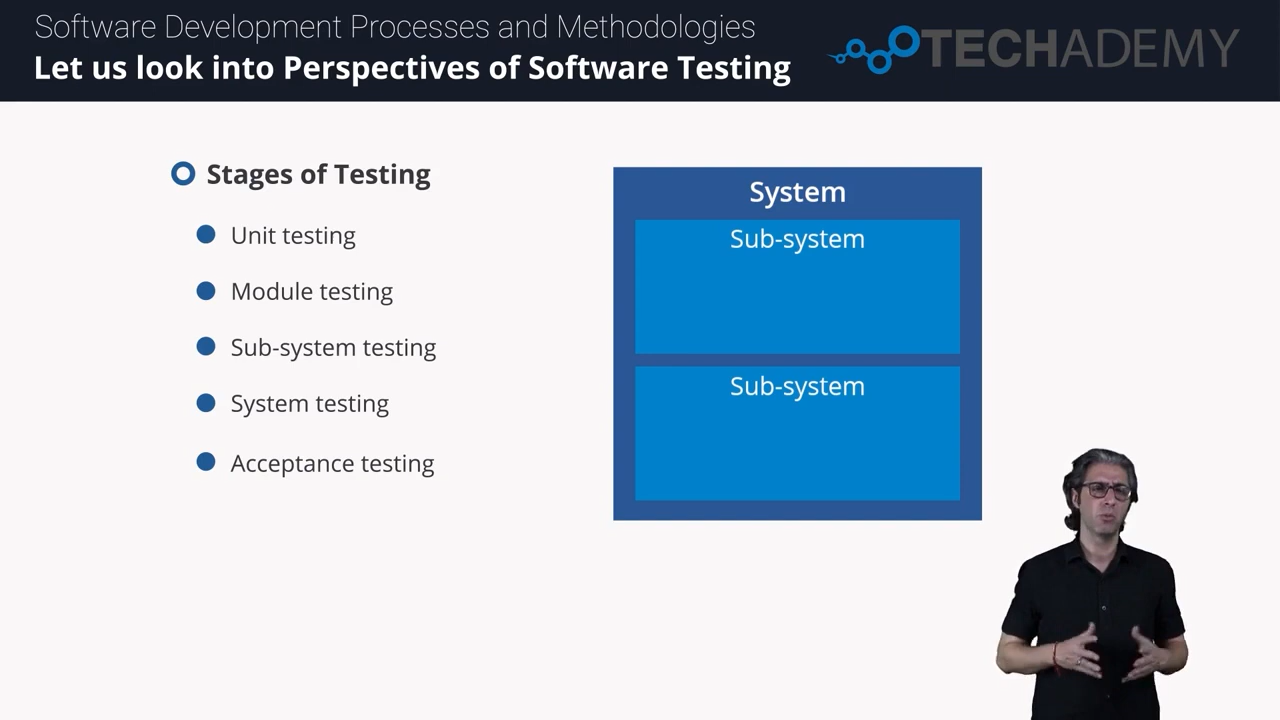 Software Development Processes and Methodologies
Let us look into Perspectives of Software Testing
TECHADEMY
Stages of Testing
Unit testing
Module testing
Sub-system testing
System testing
Acceptance testing
System
Sub-system
Sub-system